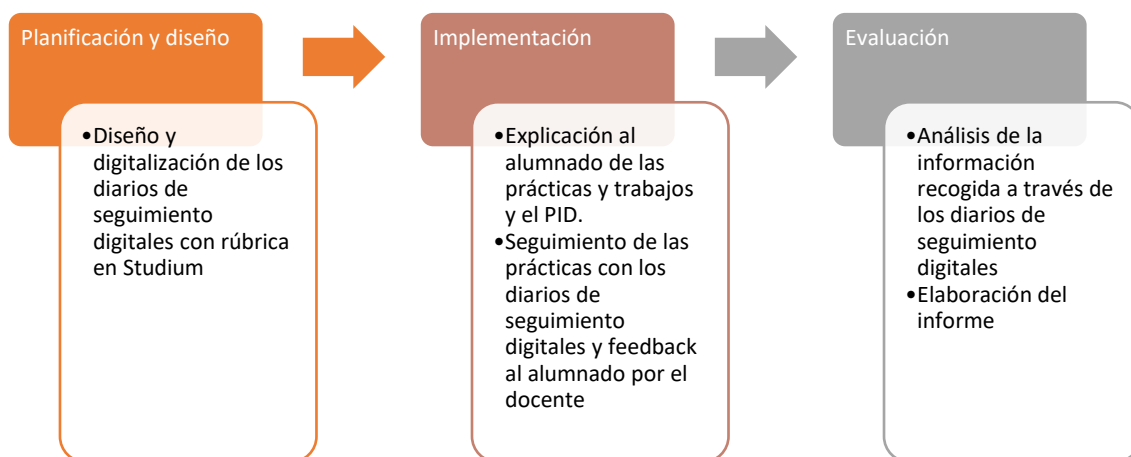 Planificación y diseño
•Diseño y
digitalización de los
diarios de
seguimiento
digitales con rúbrica
en Studium
Implementación
•Explicación al
alumnado de las
prácticas y trabajos
y el PID.
•Seguimiento de las
prácticas con los
diarios de
seguimiento
digitales y feedback
al alumnado por el
docente
Evaluación
•Análisis de la
información
recogida a través de
los diarios de
seguimiento
digitales
•Elaboración del
informe